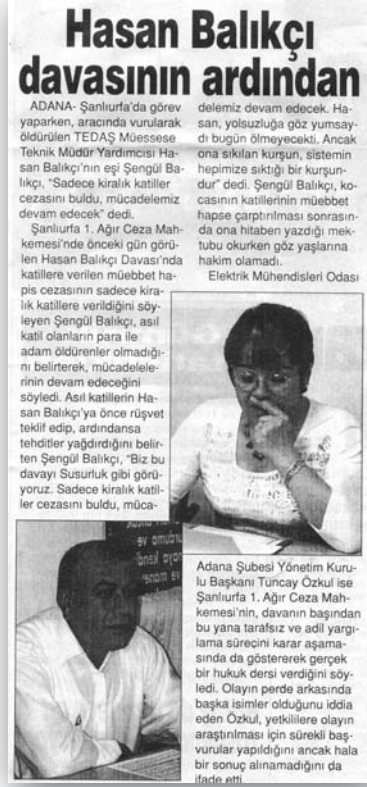 Hasan Balıkçı
davasının ardından
ADANA- Şanlıurfa'da görev
yaparken, aracında vurularak
öldürülen TEDAŞ Müessese
Teknik Müdür Yardımcısı Ha-
san Balıkçı'nın eşi Şengül Ba-
lıkçı, "Sadece kiralık katiller
cezasını buldu, mücadelemiz
devam edecek" dedi.
Şanlıurfa 1. Ağır Ceza Mah-
kemesi'nde önceki gün görü-
len Hasan Balıkçı Davası'nda
katillere verilen müebbet ha-
pis cezasının sadece kira-
lık katillere verildiğini söy-
leyen Şengül Balıkçı, asıl
katil olanların para ile
adam öldürenler olmadığı-
nı belirterek, mücadelele-
rinin devam edeceğini
söyledi. Asıl katillerin Ha-
san Balıkçı'ya önce rüşvet
teklif edip, ardındansa
tehditler yağdırdığını belir-
ten Şengül Balıkçı, "Biz bu
davayı Susurluk gibi görü-
yoruz. Sadece kiralık katil-
ler cezasını buldu, müca-
delemiz devam edecek. Ha-
san, yolsuzluğa göz yumsay-
dı bugün ölmeyecekti. Ancak
ona sıkılan kurşun, sistemin
hepimize sıktığı bir kurşun-
dur" dedi. Şengül Balıkçı, ko-
casının katillerinin müebbet
hapse çarptırılması sonrasın-
da ona hitaben yazdığı mek-
tubu okurken göz yaşlarına
hakim olamadı.
Elektrik Mühendisleri Odası
Adana Şubesi Yönetim Kuru-
lu Başkanı Tuncay Özkul ise
Şanlıurfa 1. Ağır Ceza Mah-
kemesi'nin, davanın başından
bu yana tarafsız ve adil yargı-
lama sürecini karar aşama-
sında da göstererek gerçek
bir hukuk dersi verdiğini söy-
ledi. Olayın perde arkasında
başka isimler olduğunu iddia
eden Özkul, yetkililere olayın
araştırılması için sürekli baş-
vurular yapıldığını ancak hala
bir sonuç alınamadığını da
ifade etti.